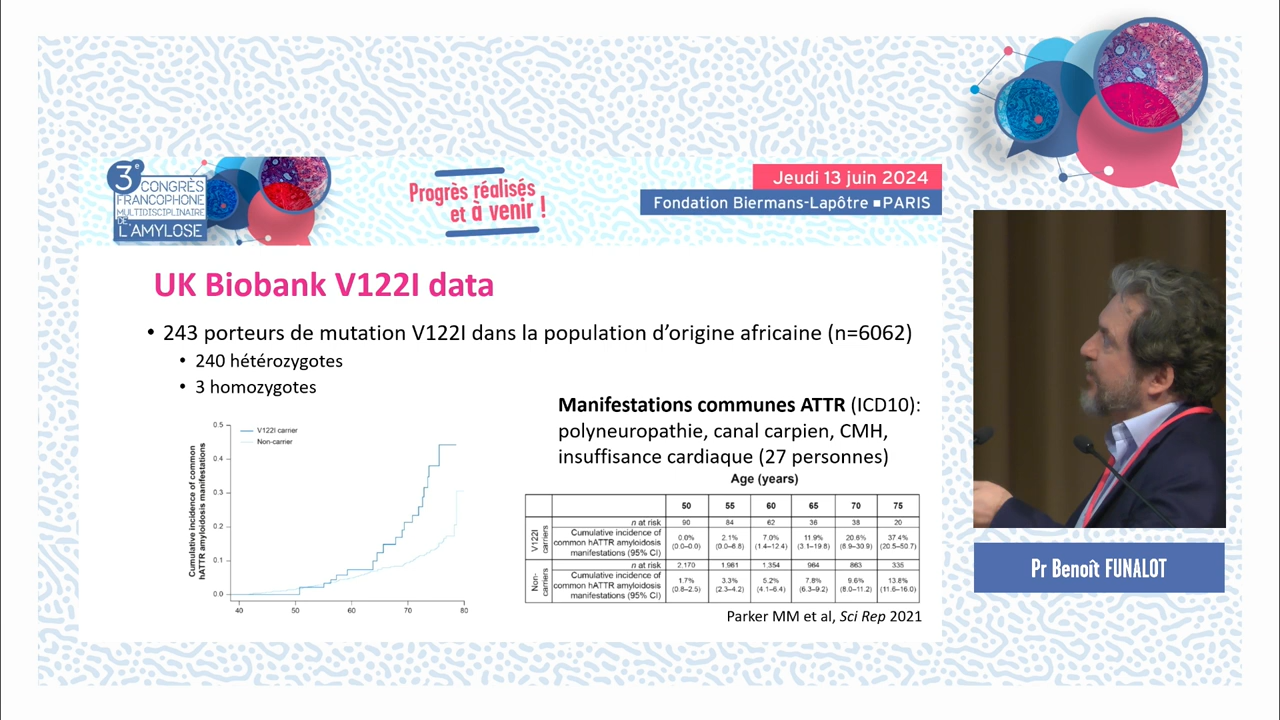 3e
CONGRÈS
FRANCOPHONE
MULTIDISCIPLINAIRE
DE
L'AMYLOSE
Progrès réalisés
et à venir !
Jeudi 13 juin 2024
Fondation Biermans-Lapôtre ■ PARIS
UK Biobank V122I data
• 243 porteurs de mutation V122I dans la population d'origine africaine (n=6062)
• 240 hétérozygotes
• 3 homozygotes
Manifestations communes ATTR (ICD10):
polyneuropathie, canal carpien, CMH,
insuffisance cardiaque (27 personnes)
Cumulative incidence of common
hATTR amyloidosis manifestations
0.5
0.4
0.3
0.2
0.1
0.0
V122I carrier
Non-carrier
40 50 60 70 80
Age (years)
50 55 60 65 70 75
V122I
carriers
n at risk 90 84 62 36 38 20
Cumulative incidence of
common hATTR amyloidosis
manifestations (95% CI)
0.0% 2.1% 7.0% 11.9% 20.6% 37.4%
(0.0–0.0) (0.0–6.8) (1.4–12.4) (3.1–19.8) (8.9–30.9) (20.5–50.7)
Non-
carriers
n at risk 2,170 1,961 1,354 964 863 335
Cumulative incidence of
common hATTR amyloidosis
manifestations (95% CI)
1.7% 3.3% 5.2% 7.8% 9.6% 13.8%
(0.8–2.5) (2.3–4.2) (4.1–6.4) (6.3–9.2) (8.0–11.2) (11.6–16.0)
Parker MM et al, Sci Rep 2021
Pr Benoît FUNALOT